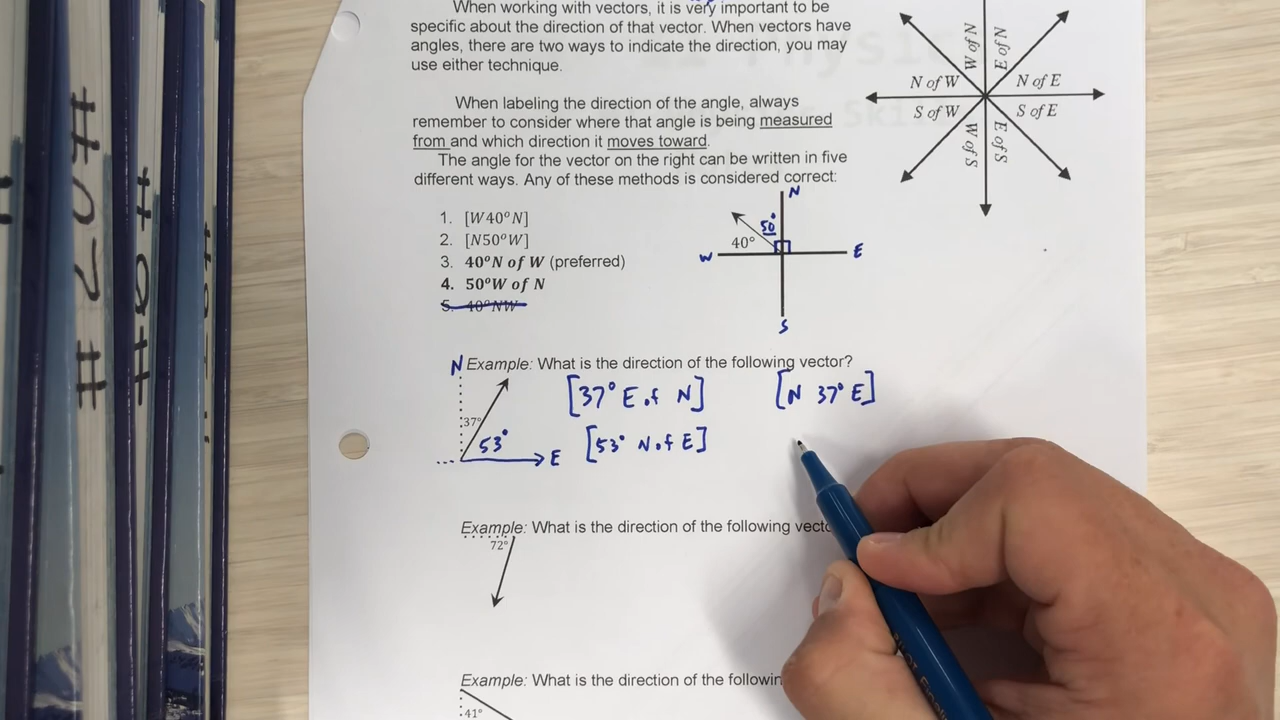 When working with vectors, it is very important to be
specific about the direction of that vector. When vectors have
angles, there are two ways to indicate the direction, you may
use either technique.
When labeling the direction of the angle, always
remember to consider where that angle is being measured
from and which direction it moves toward.
The angle for the vector on the right can be written in five
different ways. Any of these methods is considered correct:
N of W
N of E
N of W
N of E
S of W
S of E
W of S
E of S
1. [W40°N]
2. [N50°W]
3. 40°N of W (preferred)
4. 50°W of N
5. 40°NW
N
50°
40°
W
E
S
Example: What is the direction of the following vector?
N
37°
53°
E
[37° E of N]
[N 37° E]
[53° N of E]
Example: What is the direction of the following
72°
Example: What is the direction of the
41°
#20#